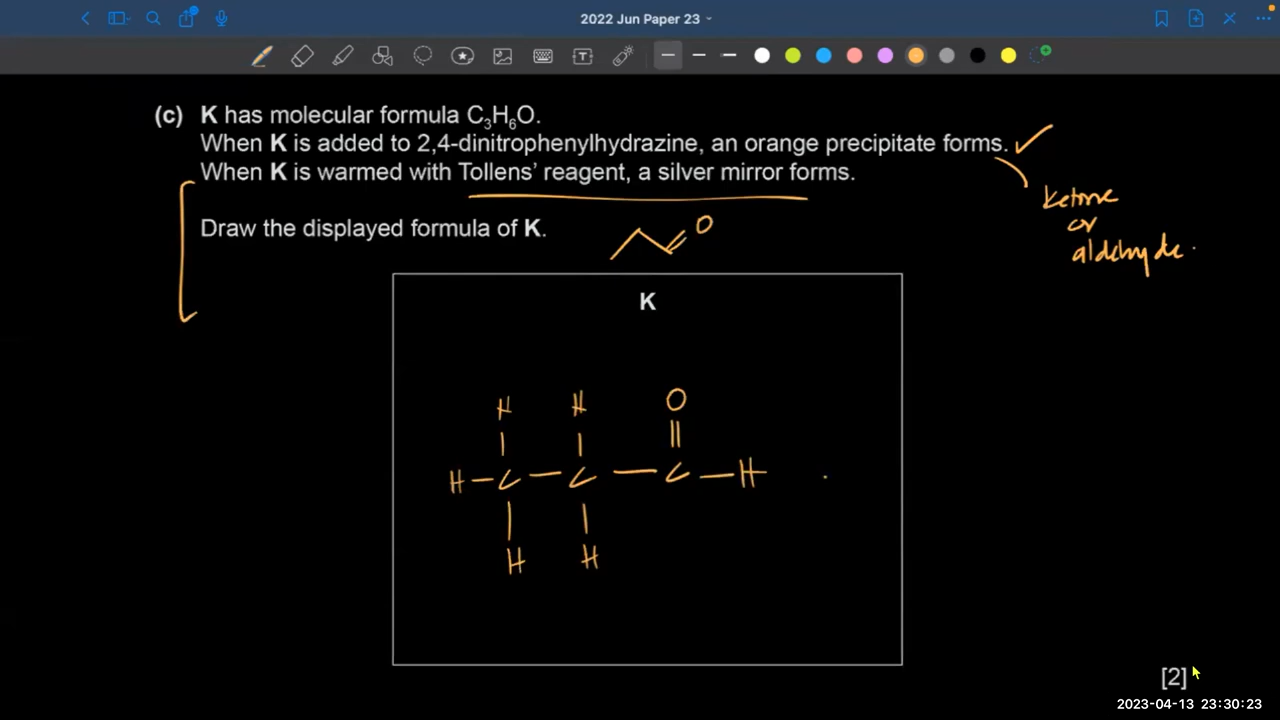 2022 Jun Paper 23
(c) K has molecular formula C₃H₆O.
When K is added to 2,4-dinitrophenylhydrazine, an orange precipitate forms. ✓
When K is warmed with Tollens’ reagent, a silver mirror forms.
ketone
or
aldehyde.
Draw the displayed formula of K.
O
K
H H O
H – C – C – C – H
H H
[2]
2023-04-13 23:30:23